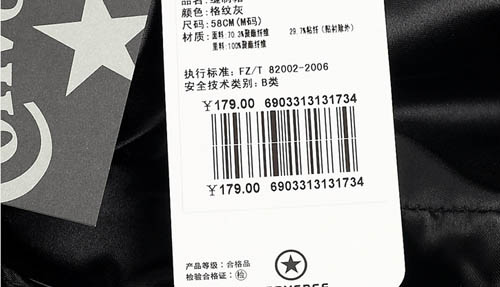 品名: 缝制帽
颜色: 格纹灰
尺码: 58CM(M码)
材质: 面料: 70.3%聚酯纤维 29.7%粘纤(粘衬除外)
里料: 100%聚酯纤维
执行标准: FZ/T 82002-2006
安全技术类别: B类
¥179.00 6903313131734
¥179.00 6903313131734
产品等级: 合格品
检验合格证: 检